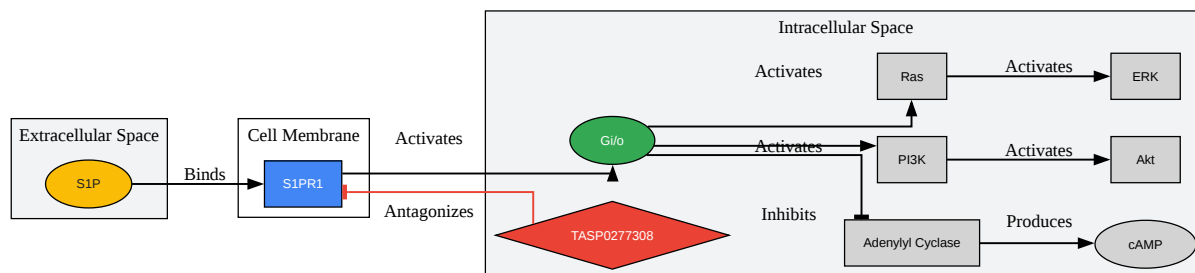 Intracellular Space
Activates
Ras
Activates
ERK
Extracellular Space
Cell Membrane
Activates
Gi/o
Activates
PI3K
Activates
Akt
S1P
Binds
S1PR1
Antagonizes
TASP0277308
Inhibits
Adenylyl Cyclase
Produces
cAMP